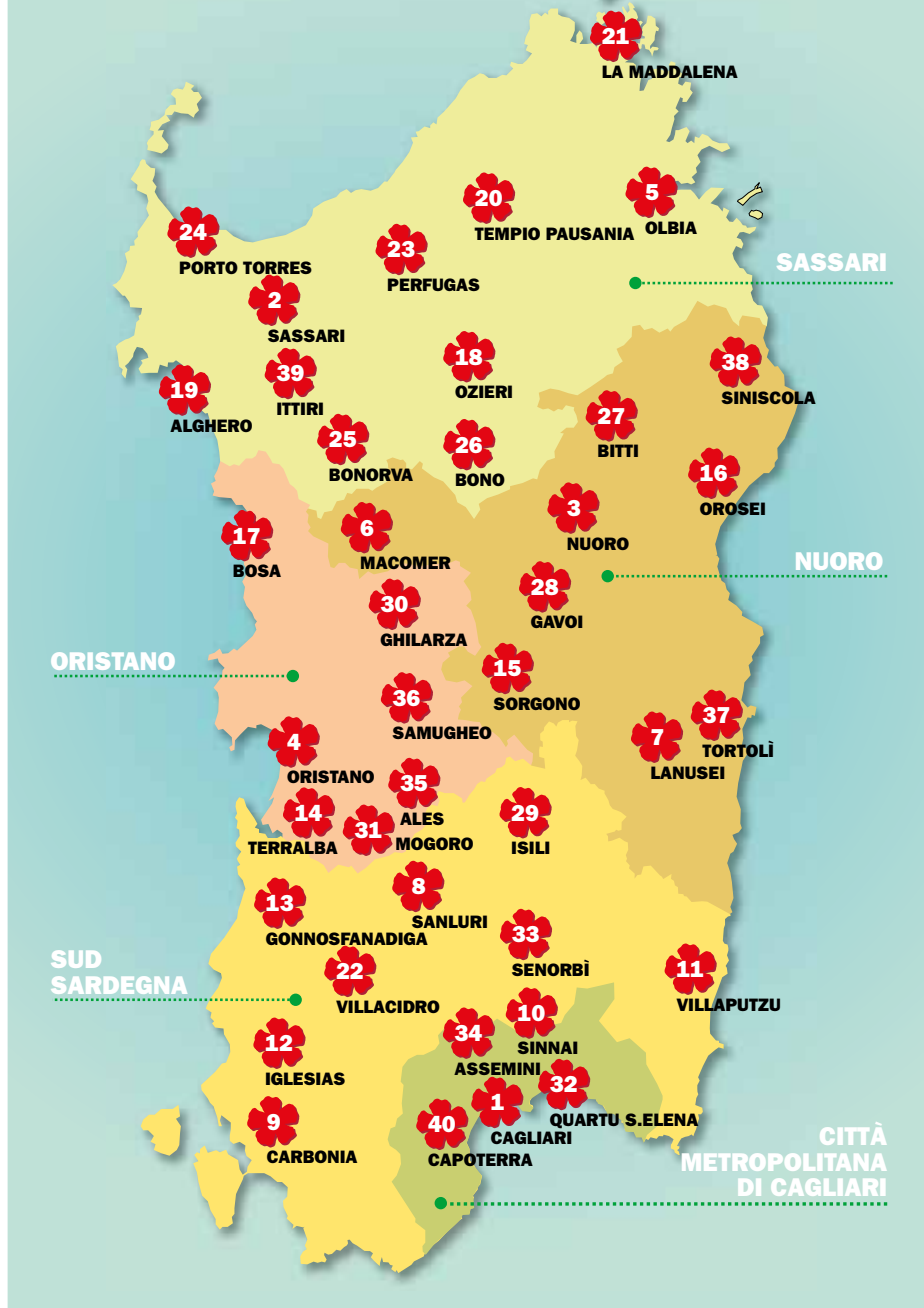 21
LA MADDALENA
5
OLBIA
20
TEMPIO PAUSANIA
24
PORTO TORRES
23
PERFUGAS
SASSARI
2
SASSARI
18
OZIERI
38
SINISCOLA
39
ITTIRI
19
ALGHERO
27
BITTI
25
BONORVA
26
BONO
16
OROSEI
3
NUORO
6
MACOMER
17
BOSA
NUORO
28
GAVOI
30
GHILARZA
ORISTANO
15
SORGONO
36
SAMUGHEO
37
TORTOLÌ
7
LANUSEI
4
ORISTANO
35
ALES
14
TERRALBA
31
MOGORO
29
ISILI
8
SANLURI
13
GONNOSFANADIGA
33
SENORBÌ
SUD
SARDEGNA
22
VILLACIDRO
11
VILLAPUTZU
10
SINNAI
34
ASSEMINI
12
IGLESIAS
32
QUARTU S.ELENA
1
CAGLIARI
9
CARBONIA
40
CAPOTERRA
CITTÀ
METROPOLITANA
DI CAGLIARI